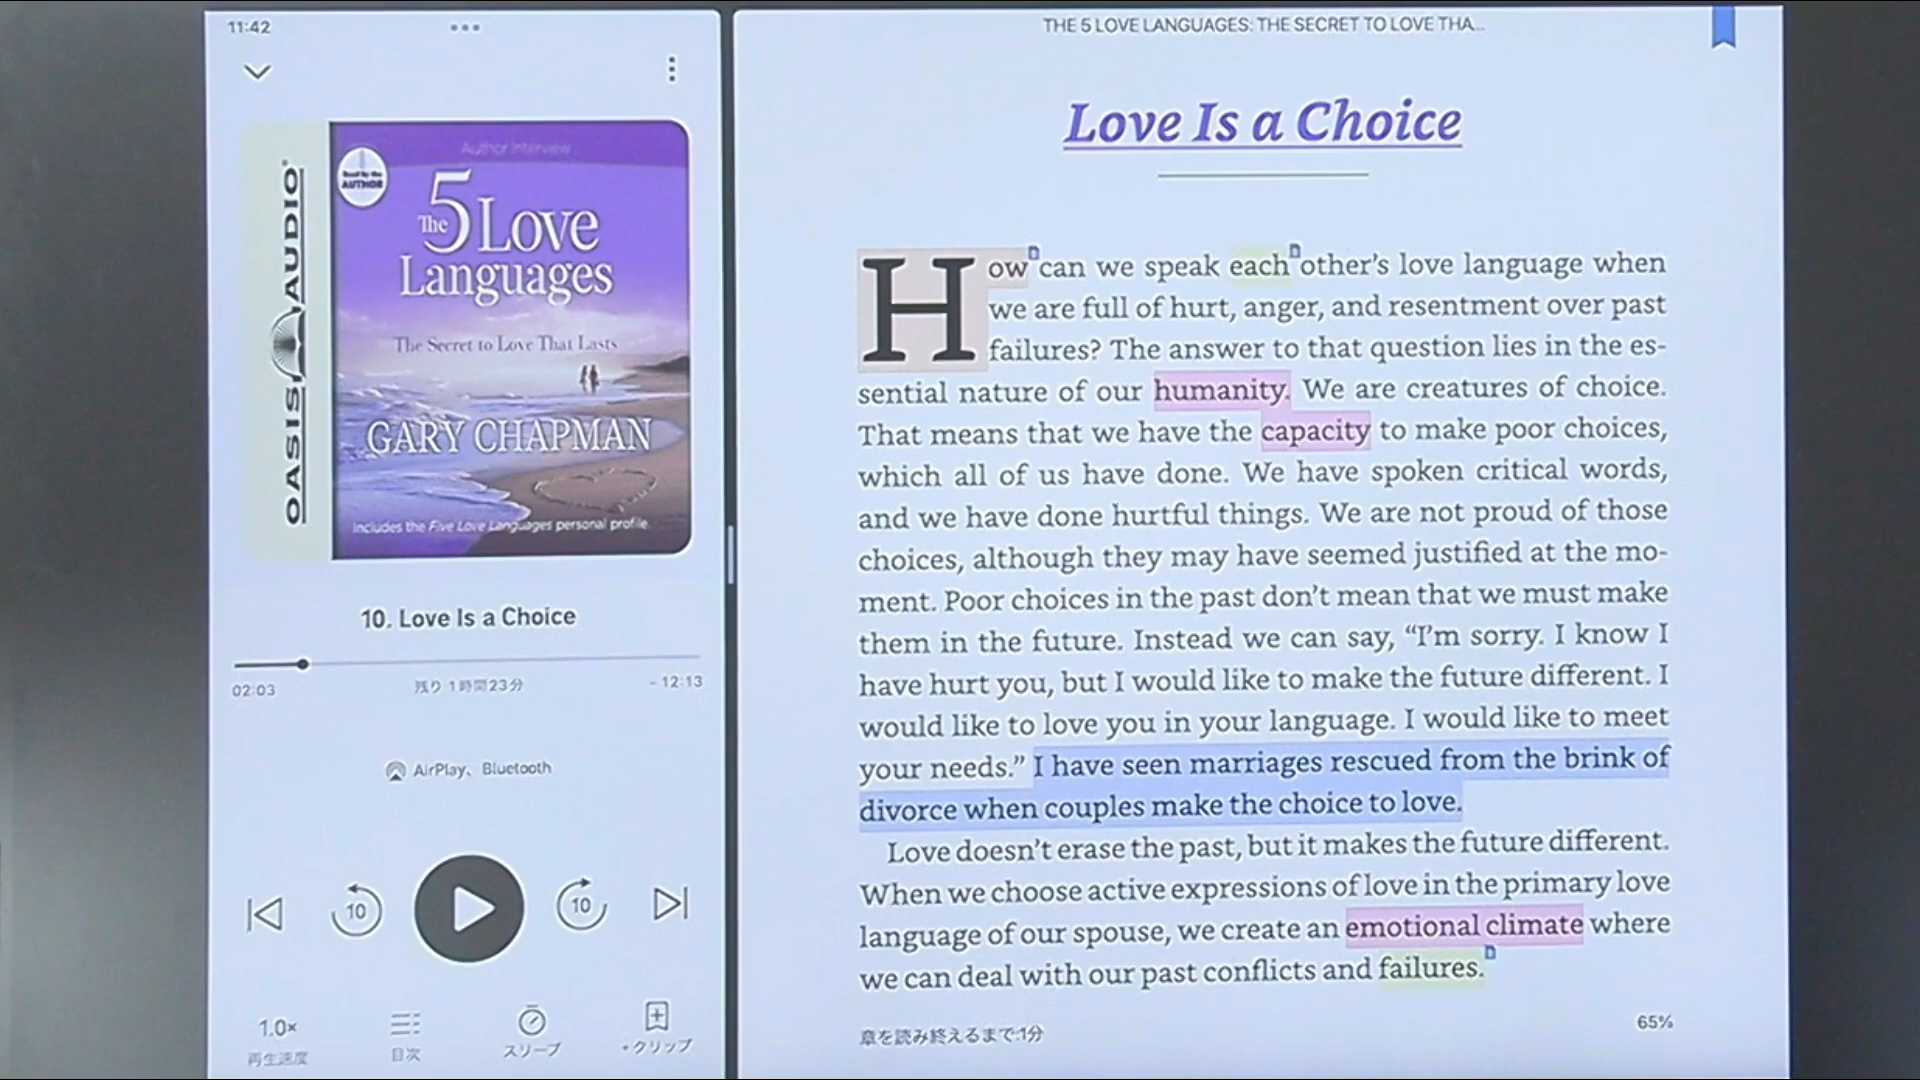 11:42
OASIS AUDIO
Author Interview
Read by the
AUTHOR
The 5 Love
Languages
The Secret to Love That Lasts
GARY CHAPMAN
Includes the Five Love Languages personal profile.
10. Love Is a Choice
02:03
残り 1時間23分
- 12:13
AirPlay、Bluetooth
10
10
1.0×
再生速度
目次
スリープ
+クリップ
THE 5 LOVE LANGUAGES: THE SECRET TO LOVE THA...
Love Is a Choice
How can we speak each other's love language when
we are full of hurt, anger, and resentment over past
failures? The answer to that question lies in the es-
sential nature of our humanity. We are creatures of choice.
That means that we have the capacity to make poor choices,
which all of us have done. We have spoken critical words,
and we have done hurtful things. We are not proud of those
choices, although they may have seemed justified at the mo-
ment. Poor choices in the past don't mean that we must make
them in the future. Instead we can say, “I'm sorry. I know I
have hurt you, but I would like to make the future different. I
would like to love you in your language. I would like to meet
your needs.” I have seen marriages rescued from the brink of
divorce when couples make the choice to love.
Love doesn't erase the past, but it makes the future different.
When we choose active expressions of love in the primary love
language of our spouse, we create an emotional climate where
we can deal with our past conflicts and failures.
章を読み終えるまで:1分
65%